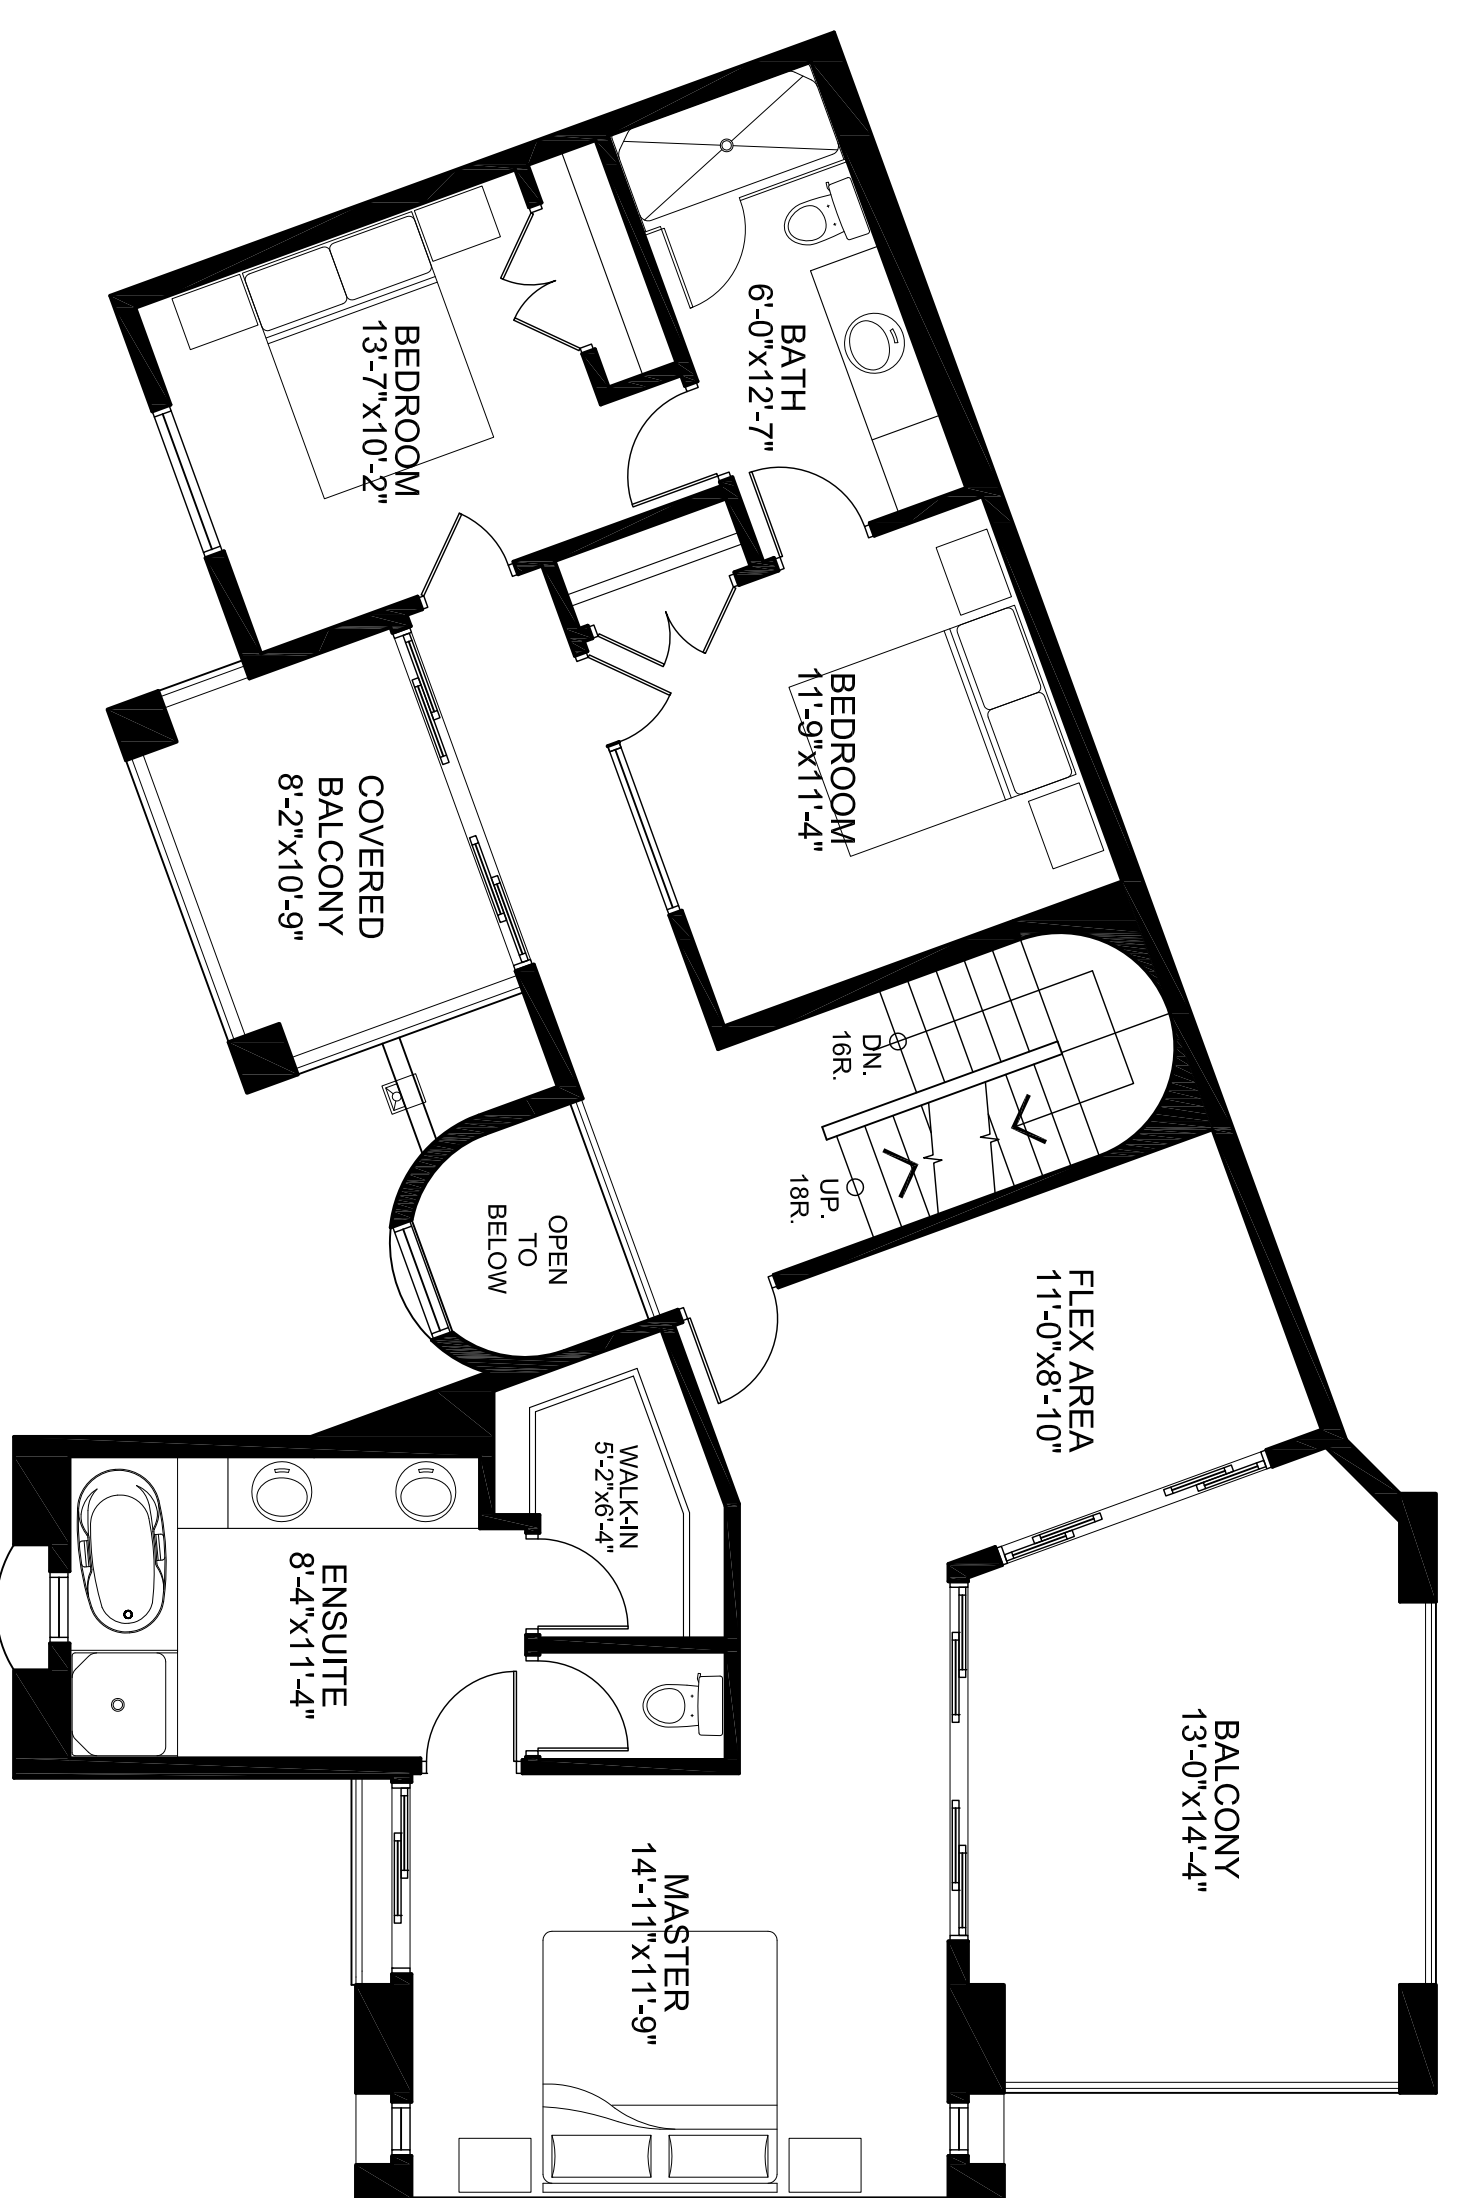 BATH
6'-0"x12'-7"
BEDROOM
13'-7"x10'-2"
BEDROOM
11'-9"x11'-4"
COVERED
BALCONY
8'-2"x10'-9"
DN.
16R.
UP.
18R.
OPEN
TO
BELOW
FLEX AREA
11'-0"x8'-10"
WALK-IN
5'-2"x6'-4"
ENSUITE
8'-4"x11'-4"
BALCONY
13'-0"x14'-4"
MASTER
14'-11"x11'-9"